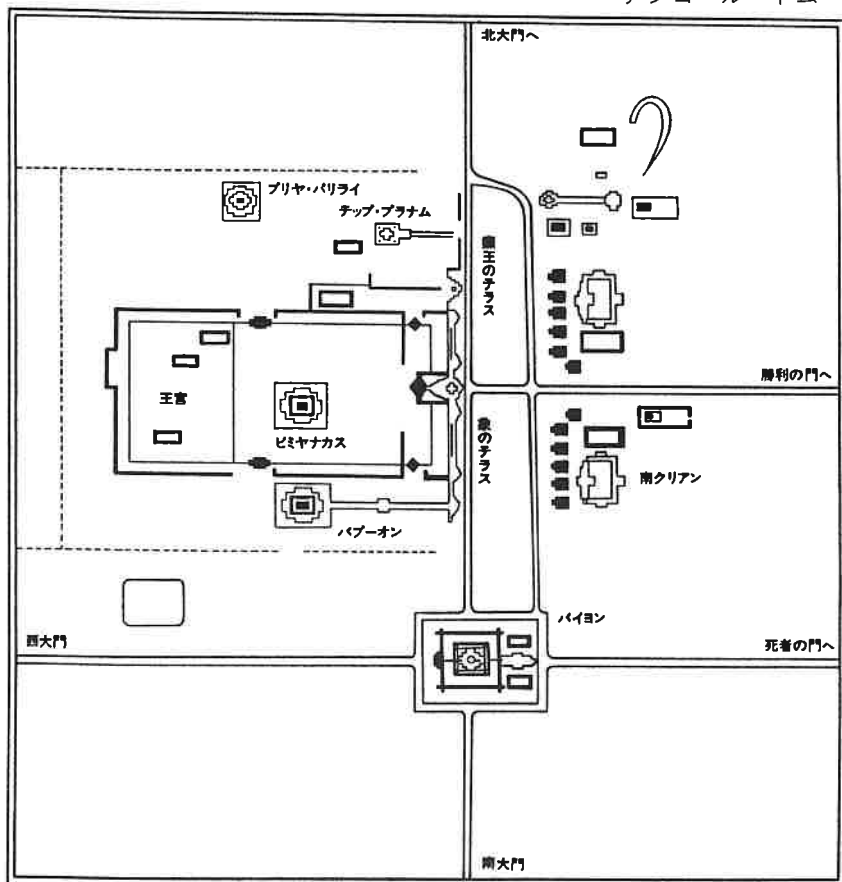 北大門へ
プリヤ・パリライ
テップ・プラナム
王のテラス
勝利の門へ
王宮
ピミヤナカス
象のテラス
南クリアン
バプーオン
バイヨン
西大門
死者の門へ
南大門